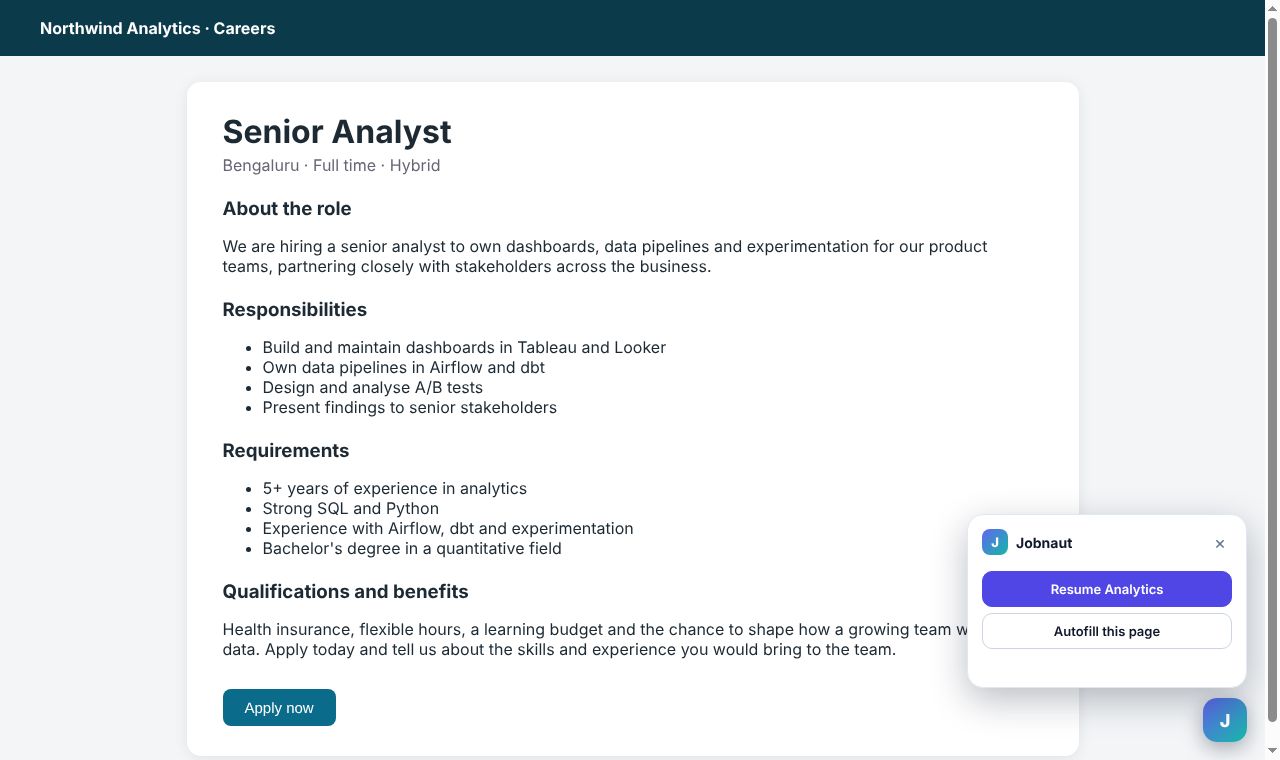 Northwind Analytics · Careers
Senior Analyst
Bengaluru · Full time · Hybrid
About the role
We are hiring a senior analyst to own dashboards, data pipelines and experimentation for our product
teams, partnering closely with stakeholders across the business.
Responsibilities
• Build and maintain dashboards in Tableau and Looker
• Own data pipelines in Airflow and dbt
• Design and analyse A/B tests
• Present findings to senior stakeholders
Requirements
• 5+ years of experience in analytics
• Strong SQL and Python
• Experience with Airflow, dbt and experimentation
• Bachelor's degree in a quantitative field
Qualifications and benefits
Health insurance, flexible hours, a learning budget and the chance to shape how a growing team
data. Apply today and tell us about the skills and experience you would bring to the team.
Apply now
J Jobnaut ×
Resume Analytics
Autofill this page
J